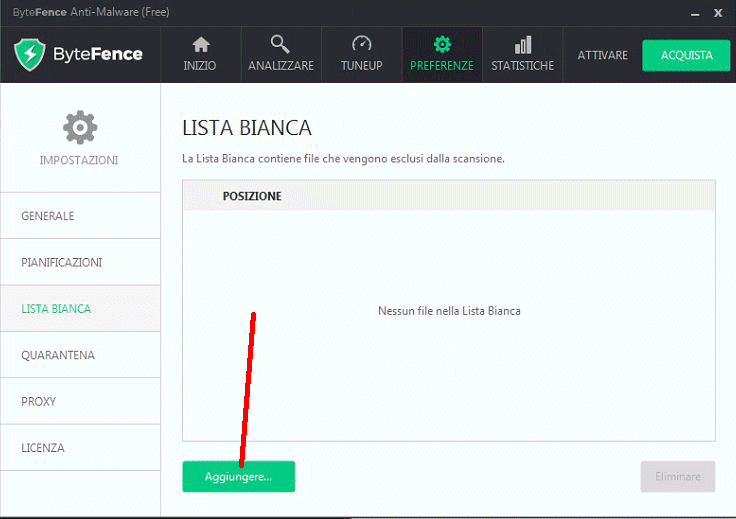 ByteFence Anti-Malware (Free)
ByteFence
INIZIO
ANALIZZARE
TUNEUP
PREFERENZE
STATISTICHE
ATTIVARE
ACQUISTA
IMPOSTAZIONI
GENERALE
PIANIFICAZIONI
LISTA BIANCA
QUARANTENA
PROXY
LICENZA
LISTA BIANCA
La Lista Bianca contiene file che vengono esclusi dalla scansione.
POSIZIONE
Nessun file nella Lista Bianca
Aggiungere...
Eliminare